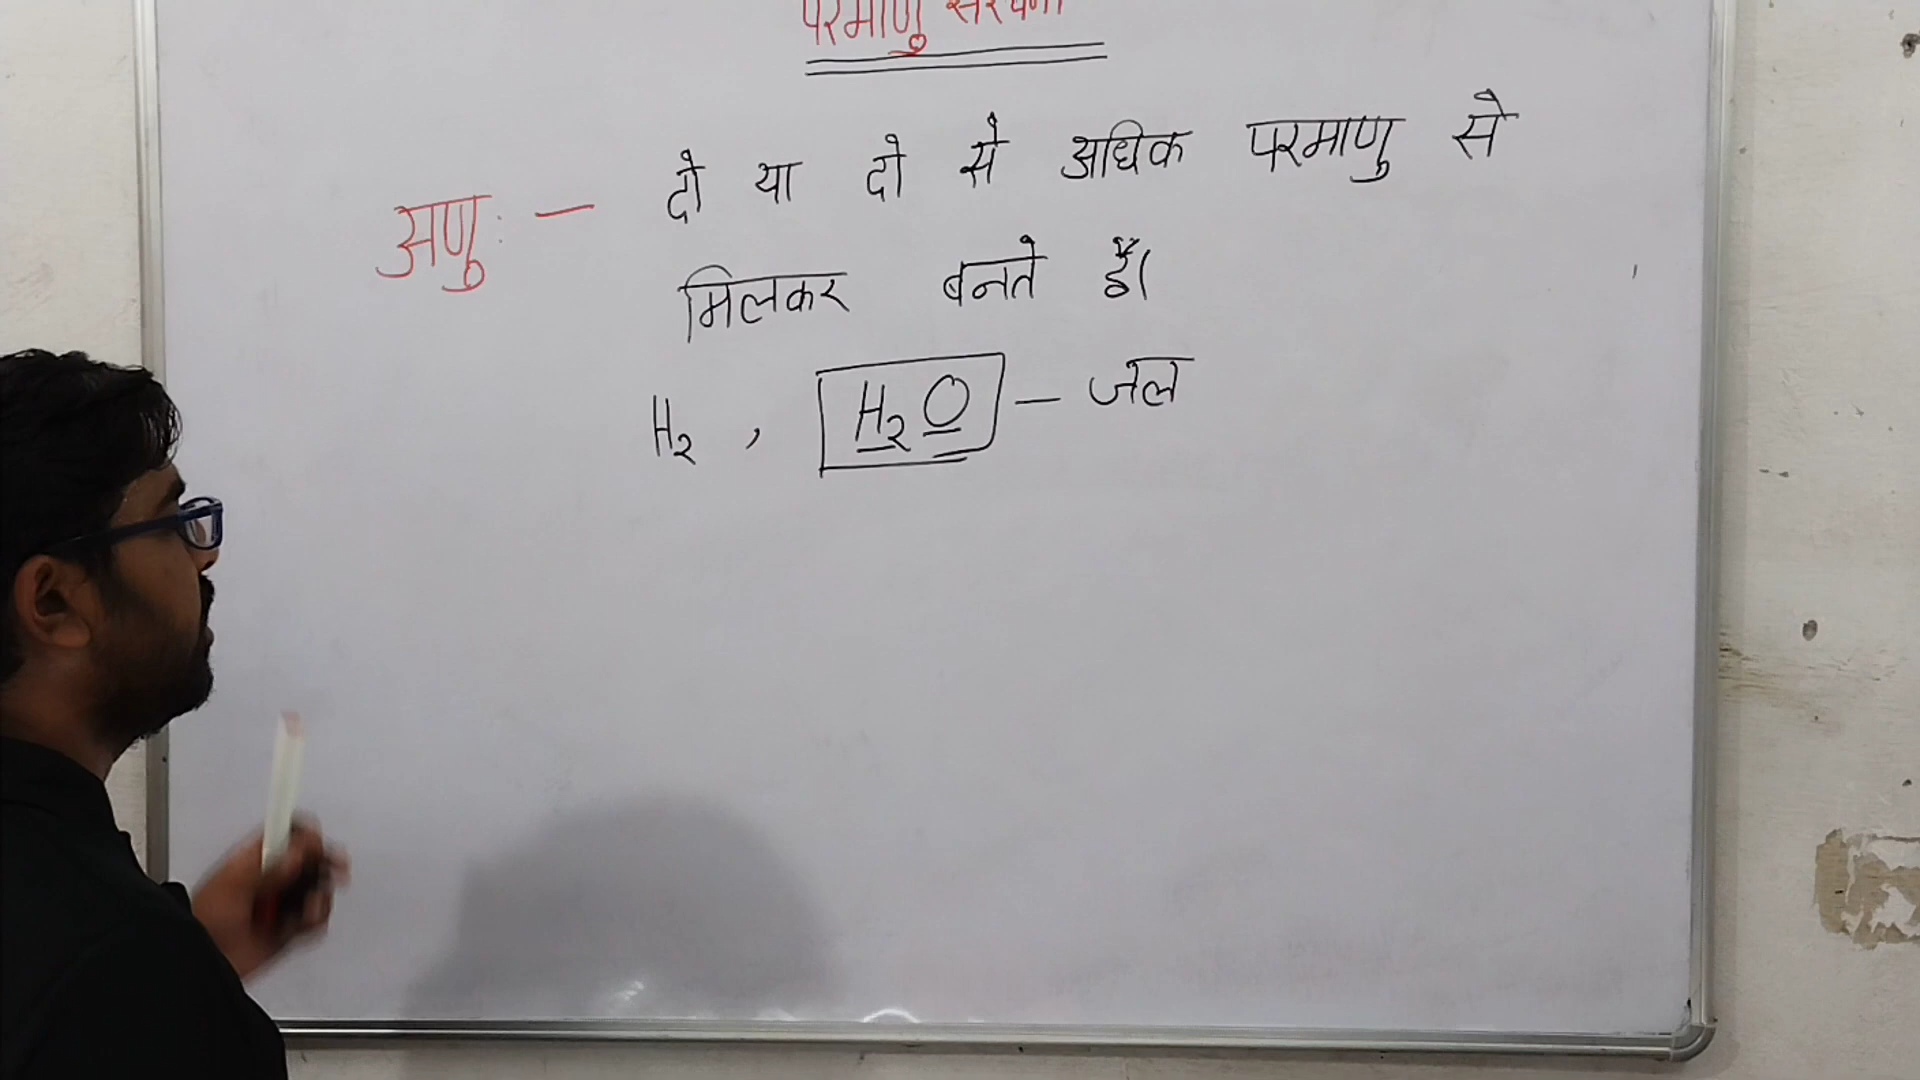 परमाणु संरचना
अणु : - दो या दो से अधिक परमाणु से
मिलकर बनते हैं।
H₂ , H₂O - जल